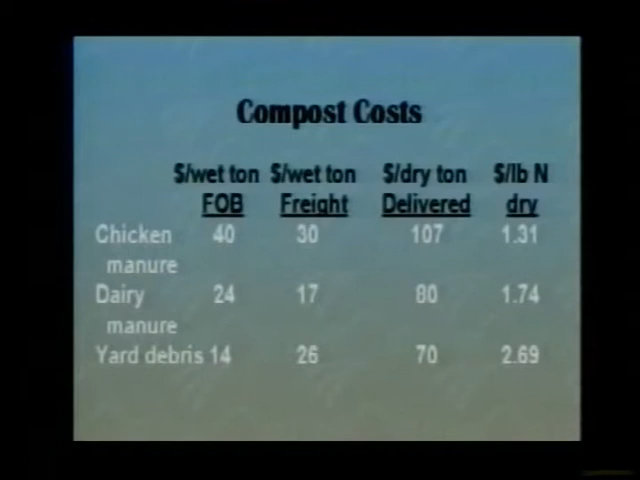 Compost Costs
$/wet ton $/wet ton $/dry ton $/lb N
FOB Freight Delivered dry
Chicken 40 30 107 1.31
manure
Dairy 24 17 80 1.74
manure
Yard debris 14 26 70 2.69